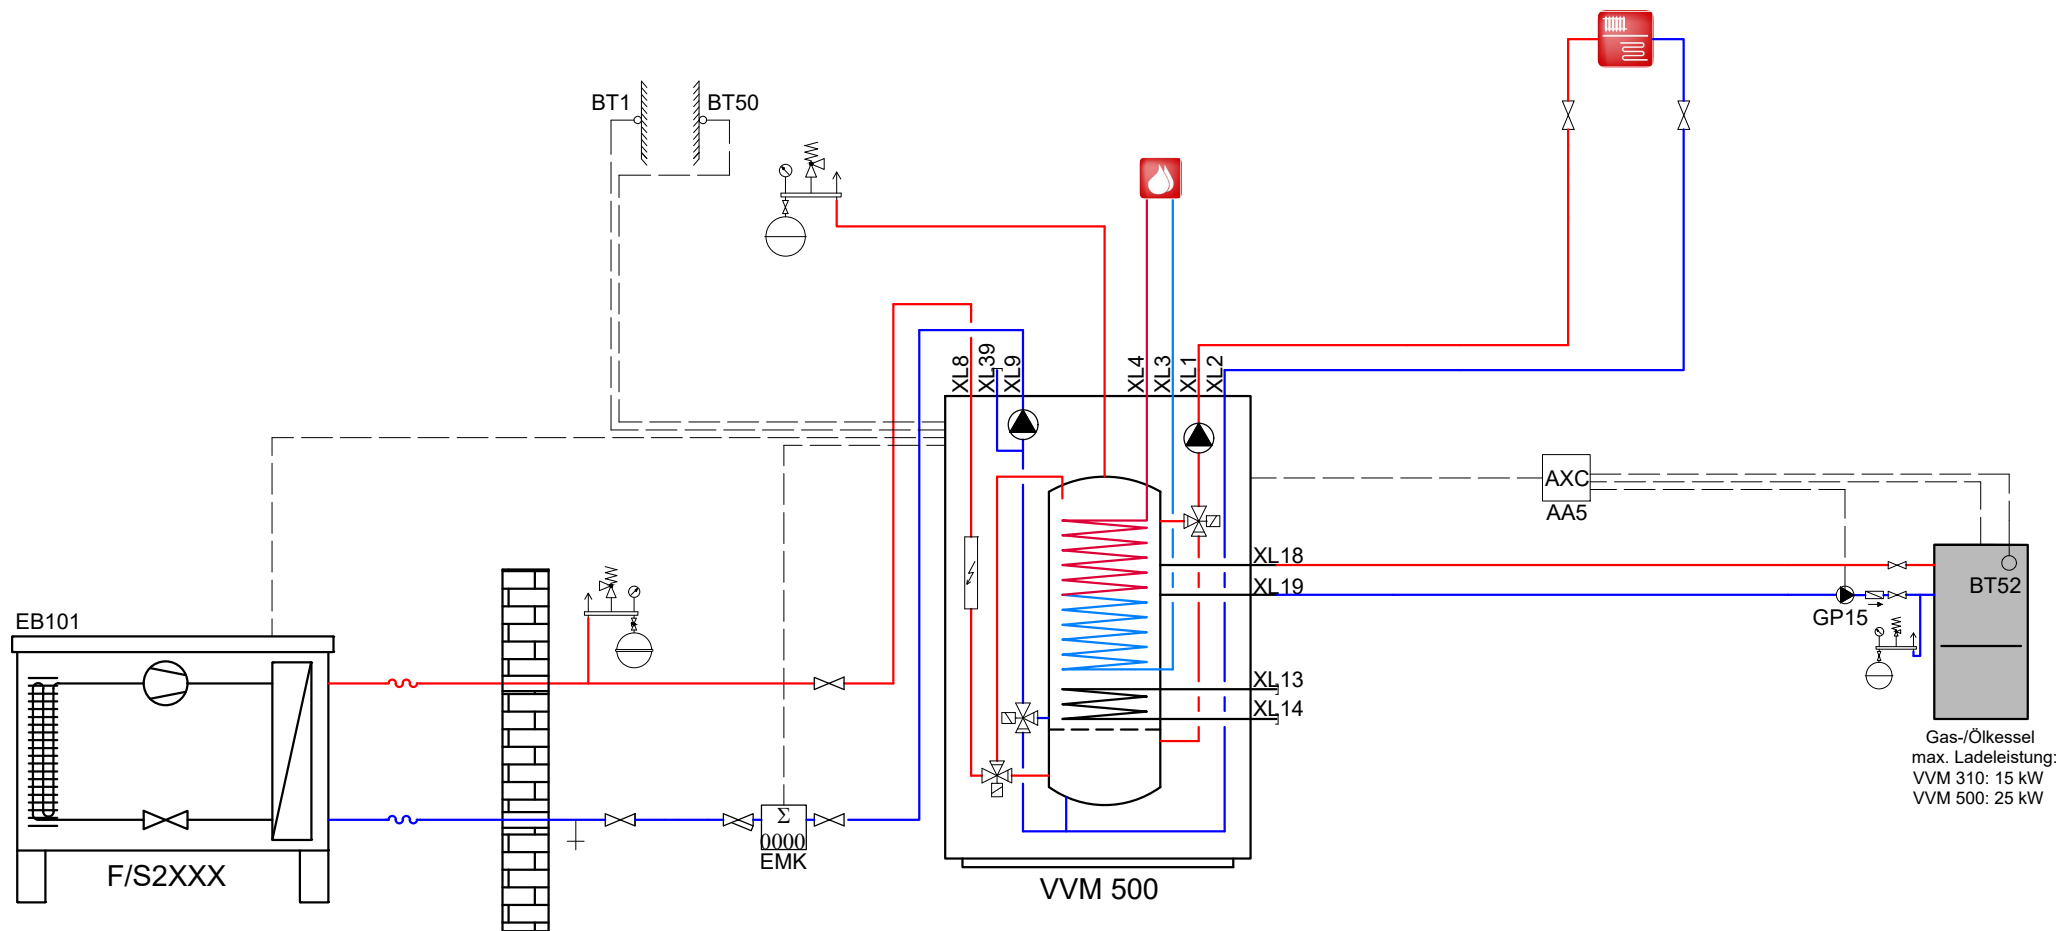 BT1
BT50
XL8
XL39
XL9
XL4
XL3
XL1
XL2
AXC
AA5
XL18
XL19
BT52
GP15
EB101
XL13
XL14
Gas-/Ölkessel
max. Ladeleistung:
VVM 310: 15 kW
VVM 500: 25 kW
Σ
0000
EMK
F/S2XXX
VVM 500